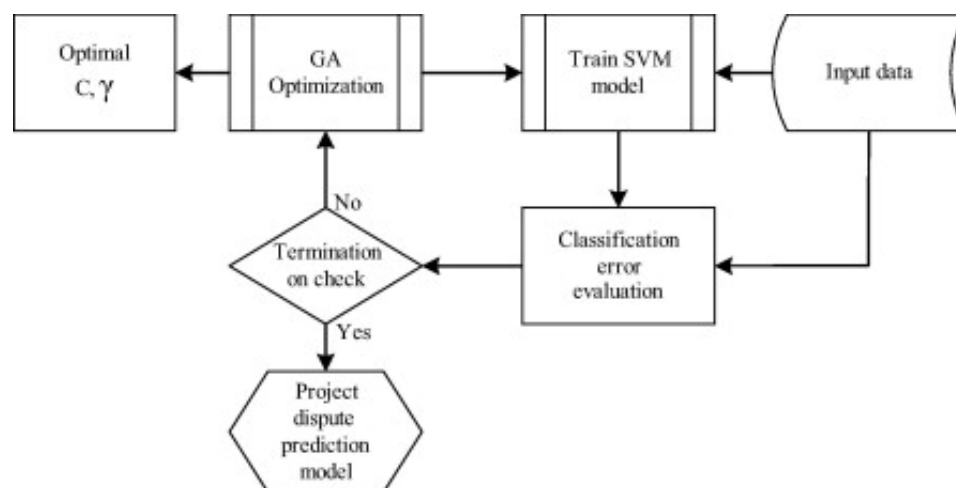 Optimal
C, γ
GA
Optimization
Train SVM
model
Input data
No
Termination
on check
Classification
error
evaluation
Yes
Project
dispute
prediction
model